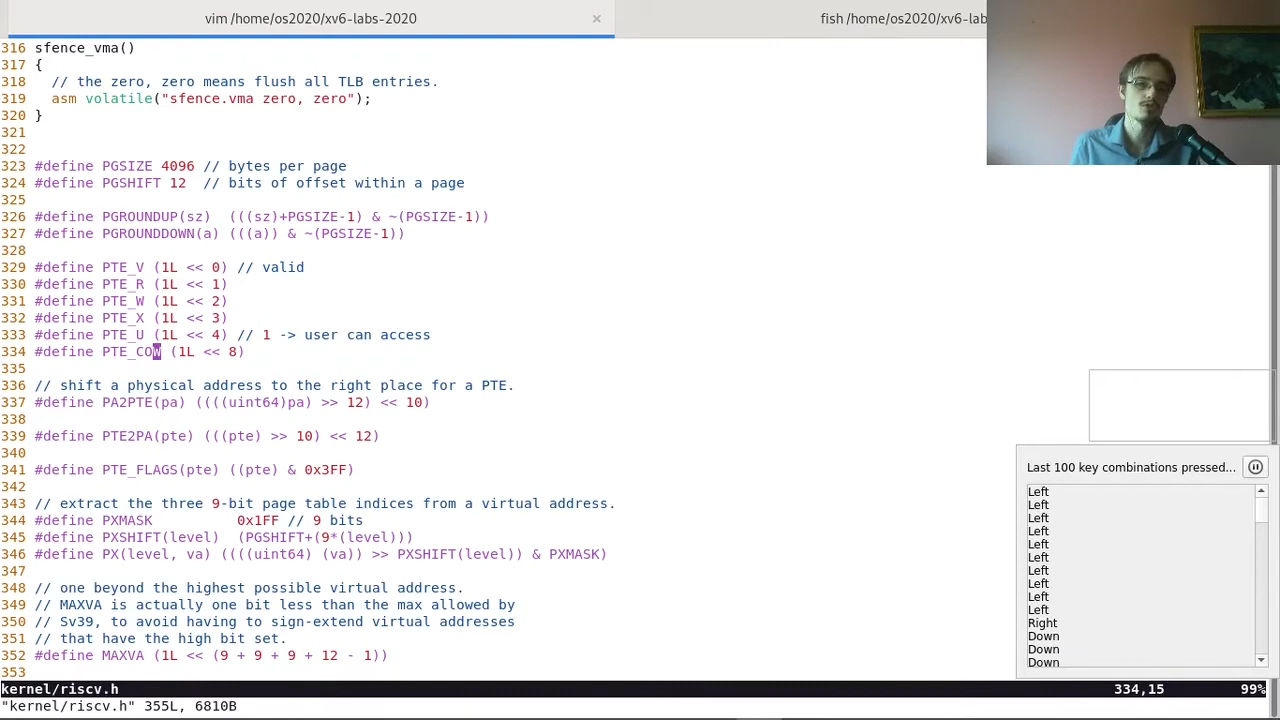 vim /home/os2020/xv6-labs-2020 ×
fish /home/os2020/xv6-lab
316 sfence_vma()
317 {
318   // the zero, zero means flush all TLB entries.
319   asm volatile("sfence.vma zero, zero");
320 }
321
322
323 #define PGSIZE 4096 // bytes per page
324 #define PGSHIFT 12  // bits of offset within a page
325
326 #define PGROUNDUP(sz)  (((sz)+PGSIZE-1) & ~(PGSIZE-1))
327 #define PGROUNDDOWN(a) (((a)) & ~(PGSIZE-1))
328
329 #define PTE_V (1L << 0) // valid
330 #define PTE_R (1L << 1)
331 #define PTE_W (1L << 2)
332 #define PTE_X (1L << 3)
333 #define PTE_U (1L << 4) // 1 -> user can access
334 #define PTE_COW (1L << 8)
335
336 // shift a physical address to the right place for a PTE.
337 #define PA2PTE(pa) ((((uint64)pa) >> 12) << 10)
338
339 #define PTE2PA(pte) (((pte) >> 10) << 12)
340
341 #define PTE_FLAGS(pte) ((pte) & 0x3FF)
342
343 // extract the three 9-bit page table indices from a virtual address.
344 #define PXMASK          0x1FF // 9 bits
345 #define PXSHIFT(level)  (PGSHIFT+(9*(level)))
346 #define PX(level, va) ((((uint64) (va)) >> PXSHIFT(level)) & PXMASK)
347
348 // one beyond the highest possible virtual address.
349 // MAXVA is actually one bit less than the max allowed by
350 // Sv39, to avoid having to sign-extend virtual addresses
351 // that have the high bit set.
352 #define MAXVA (1L << (9 + 9 + 9 + 12 - 1))
353
kernel/riscv.h 334,15 99%
"kernel/riscv.h" 355L, 6810B
Last 100 key combinations pressed...
Left
Left
Left
Left
Left
Left
Left
Left
Left
Left
Right
Down
Down
Down